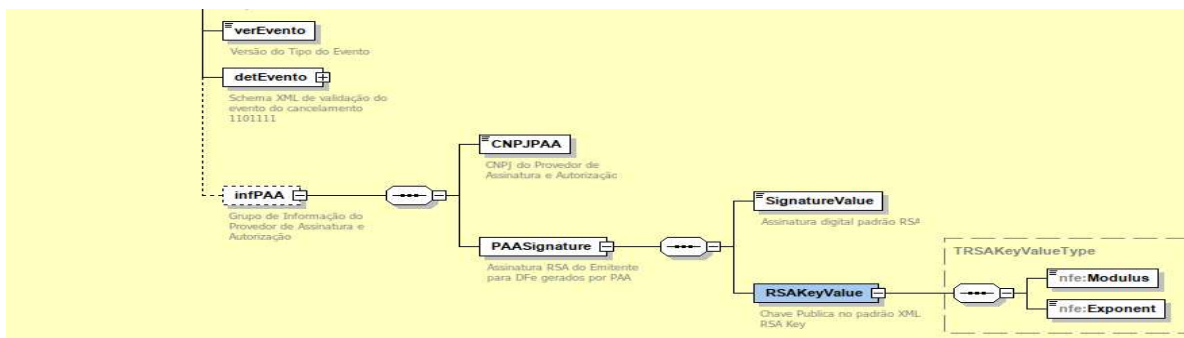 verEvento
Versão do Tipo do Evento
detEvento
Schema XML de validação do
evento do cancelamento
1101111
infPAA
Grupo de Informação do
Provedor de Assinatura e
Autorização
CNPJPAA
CNPJ do Provedor de
Assinatura e Autorização
PAASignature
Assinatura RSA do Emitente
para DFe gerados por PAA
SignatureValue
Assinatura digital padrão RSA
RSAKeyValue
Chave Publica no padrão XML
RSA Key
TRSAKeyValueType
nfe:Modulus
nfe:Exponent